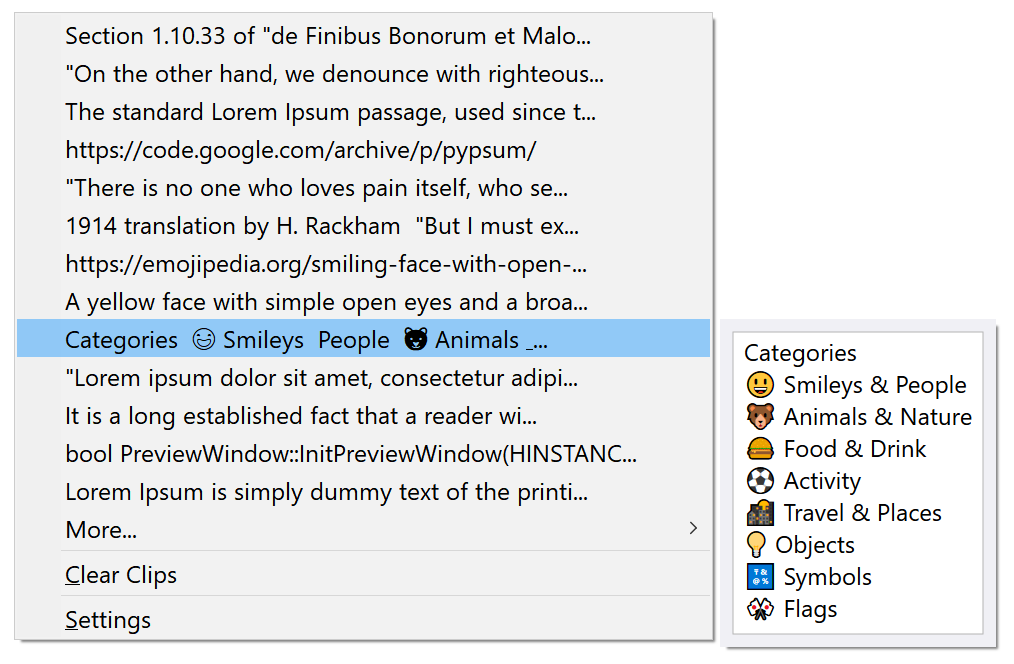 Section 1.10.33 of "de Finibus Bonorum et Malo...
"On the other hand, we denounce with righteous...
The standard Lorem Ipsum passage, used since t...
https://code.google.com/archive/p/pypsum/
"There is no one who loves pain itself, who se...
1914 translation by H. Rackham  "But I must ex...
https://emojipedia.org/smiling-face-with-open-...
A yellow face with simple open eyes and a broa...
Categories 😃 Smileys  People 🐻 Animals _...
"Lorem ipsum dolor sit amet, consectetur adipi...
It is a long established fact that a reader wi...
bool PreviewWindow::InitPreviewWindow(HINSTANC...
Lorem Ipsum is simply dummy text of the printi...
More...
Clear Clips
Settings
Categories
😃 Smileys & People
🐻 Animals & Nature
🍔 Food & Drink
⚽ Activity
🌇 Travel & Places
💡 Objects
🔣 Symbols
🎌 Flags